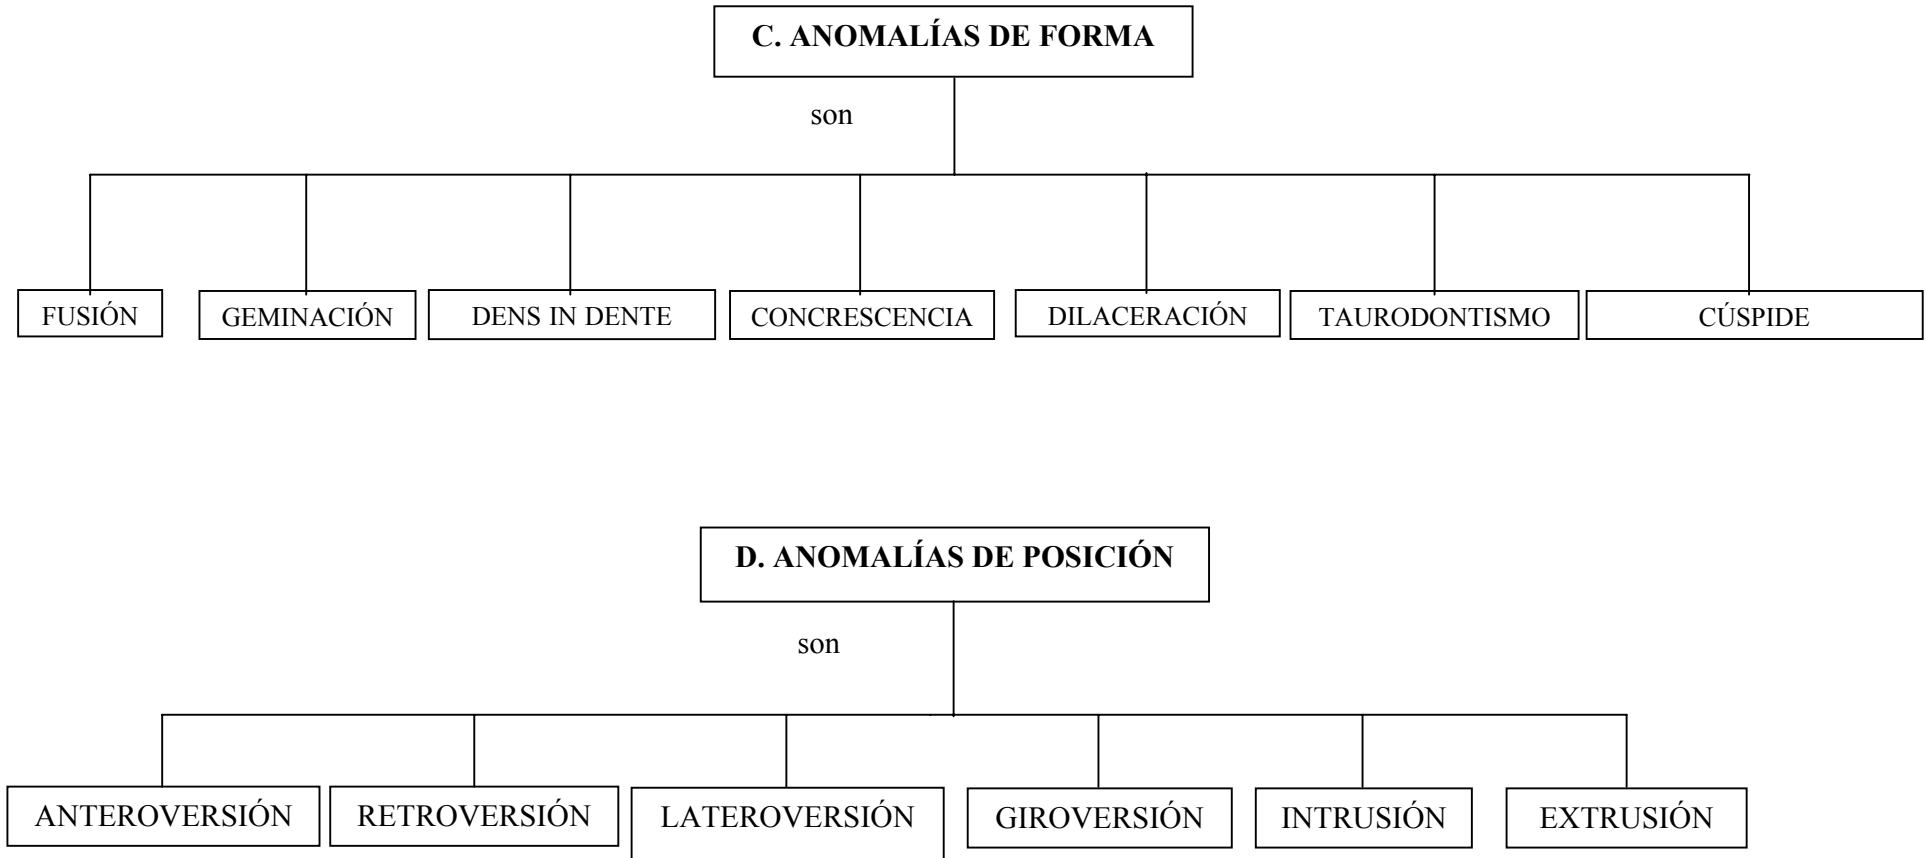 C. ANOMALÍAS DE FORMA
son
FUSIÓN
GEMINACIÓN
DENS IN DENTE
CONCRESCENCIA
DILACERACIÓN
TAURODONTISMO
CÚSPIDE
D. ANOMALÍAS DE POSICIÓN
son
ANTEROVERSIÓN
RETROVERSIÓN
LATEROVERSIÓN
GIROVERSIÓN
INTRUSIÓN
EXTRUSIÓN